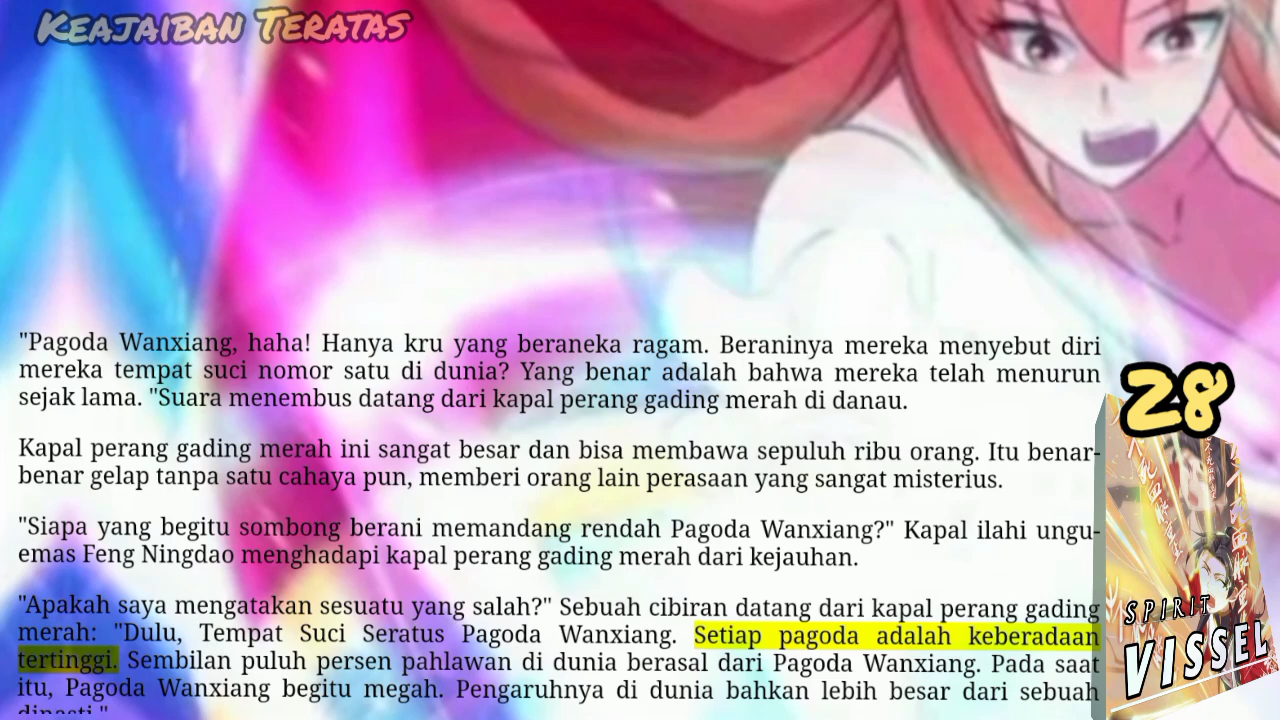 Keajaiban Teratas
"Pagoda Wanxiang, haha! Hanya kru yang beraneka ragam. Beraninya mereka menyebut diri
mereka tempat suci nomor satu di dunia? Yang benar adalah bahwa mereka telah menurun
sejak lama. "Suara menembus datang dari kapal perang gading merah di danau.
Kapal perang gading merah ini sangat besar dan bisa membawa sepuluh ribu orang. Itu benar-
benar gelap tanpa satu cahaya pun, memberi orang lain perasaan yang sangat misterius.
"Siapa yang begitu sombong berani memandang rendah Pagoda Wanxiang?" Kapal ilahi ungu-
emas Feng Ningdao menghadapi kapal perang gading merah dari kejauhan.
"Apakah saya mengatakan sesuatu yang salah?" Sebuah cibiran datang dari kapal perang gading
merah: "Dulu, Tempat Suci Seratus Pagoda Wanxiang. Setiap pagoda adalah keberadaan
tertinggi. Sembilan puluh persen pahlawan di dunia berasal dari Pagoda Wanxiang. Pada saat
itu, Pagoda Wanxiang begitu megah. Pengaruhnya di dunia bahkan lebih besar dari sebuah
dinasti."
28
SPIRIT
VISSEL